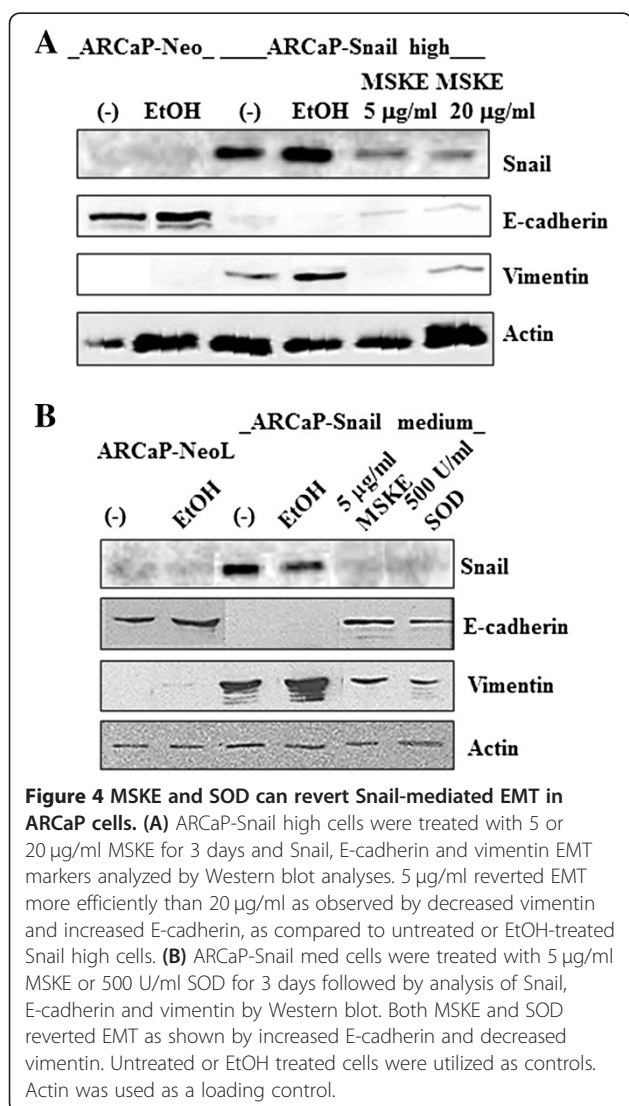 A _ARCaP-Neo_ ____ARCaP-Snail high___
MSKE MSKE
(-) EtOH (-) EtOH 5 µg/ml 20 µg/ml
Snail
E-cadherin
Vimentin
Actin
B _ARCaP-Snail medium_
ARCaP-NeoL
(-) EtOH (-) EtOH 5 µg/ml MSKE 500 U/ml SOD
Snail
E-cadherin
Vimentin
Actin
Figure 4 MSKE and SOD can revert Snail-mediated EMT in
ARCaP cells. (A) ARCaP-Snail high cells were treated with 5 or
20 µg/ml MSKE for 3 days and Snail, E-cadherin and vimentin EMT
markers analyzed by Western blot analyses. 5 µg/ml reverted EMT
more efficiently than 20 µg/ml as observed by decreased vimentin
and increased E-cadherin, as compared to untreated or EtOH-treated
Snail high cells. (B) ARCaP-Snail med cells were treated with 5 µg/ml
MSKE or 500 U/ml SOD for 3 days followed by analysis of Snail,
E-cadherin and vimentin by Western blot. Both MSKE and SOD
reverted EMT as shown by increased E-cadherin and decreased
vimentin. Untreated or EtOH treated cells were utilized as controls.
Actin was used as a loading control.